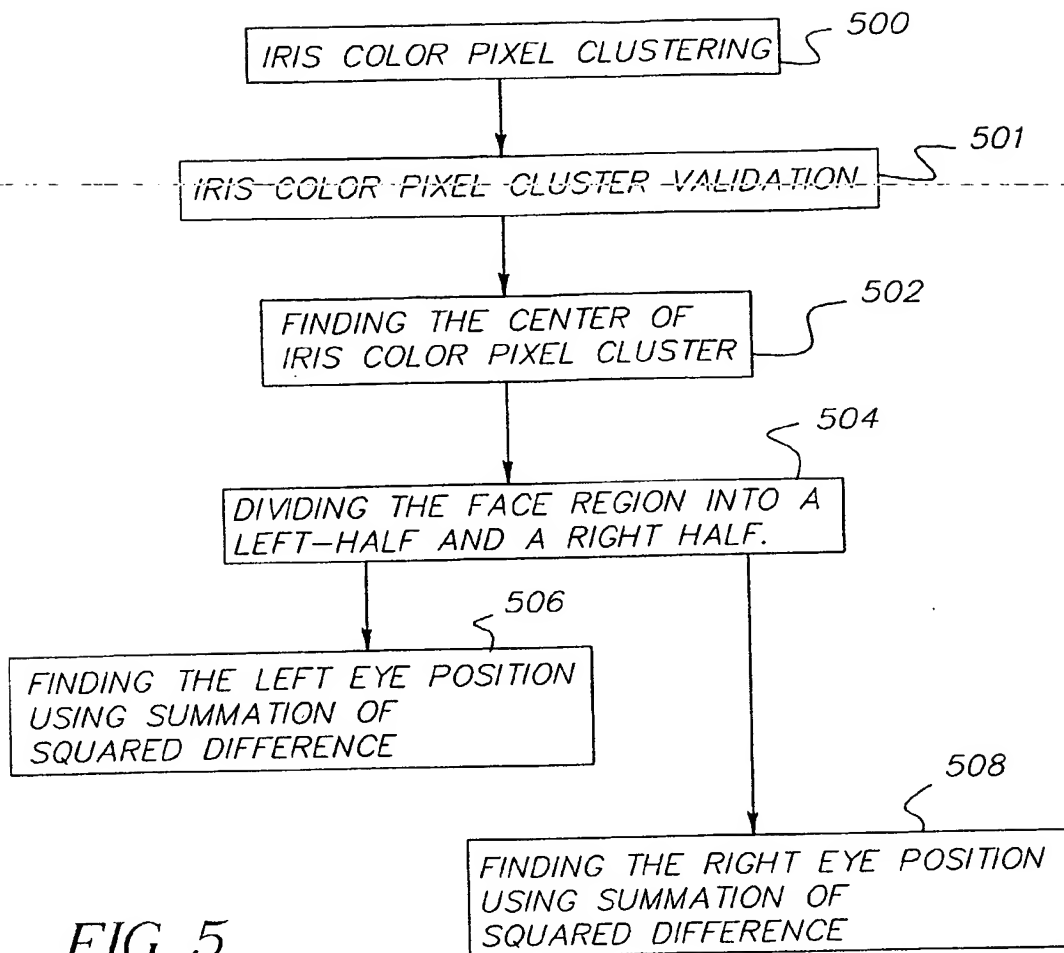 500
IRIS COLOR PIXEL CLUSTERING
501
IRIS COLOR PIXEL CLUSTER VALIDATION
502
FINDING THE CENTER OF
IRIS COLOR PIXEL CLUSTER
504
DIVIDING THE FACE REGION INTO A
LEFT-HALF AND A RIGHT HALF.
506
FINDING THE LEFT EYE POSITION
USING SUMMATION OF
SQUARED DIFFERENCE
508
FINDING THE RIGHT EYE POSITION
USING SUMMATION OF
SQUARED DIFFERENCE
FIG. 5